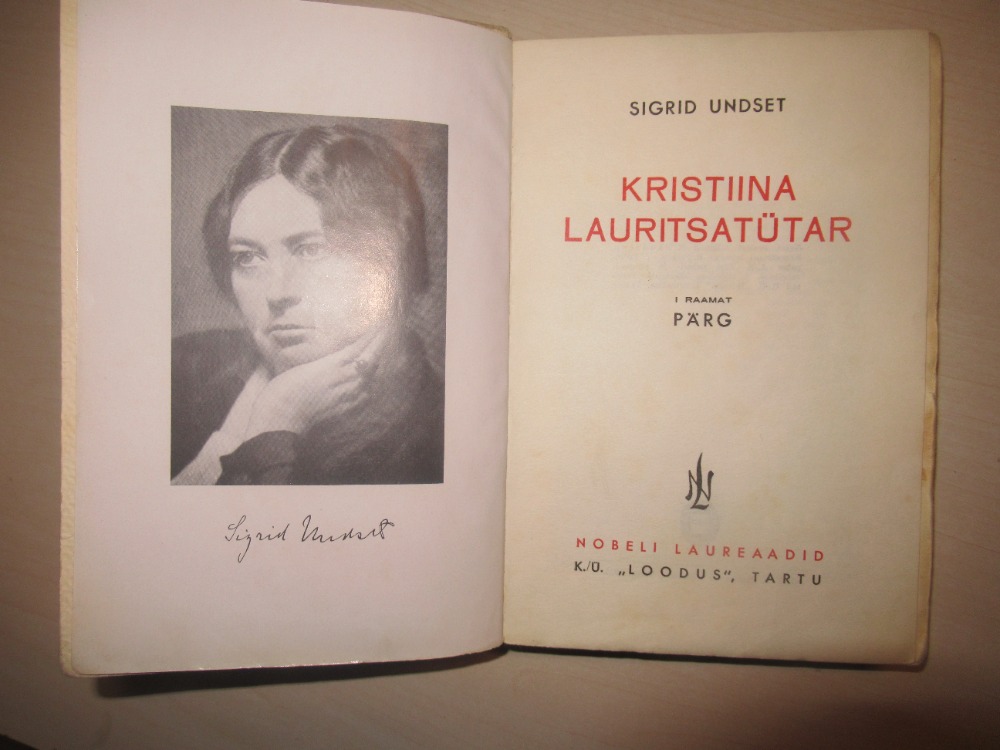 Sigrid Undset
SIGRID UNDSET
KRISTIINA
LAURITSATÜTAR
I RAAMAT
PÄRG
NOBELI LAUREAADID
K./Ü. „LOODUS“, TARTU